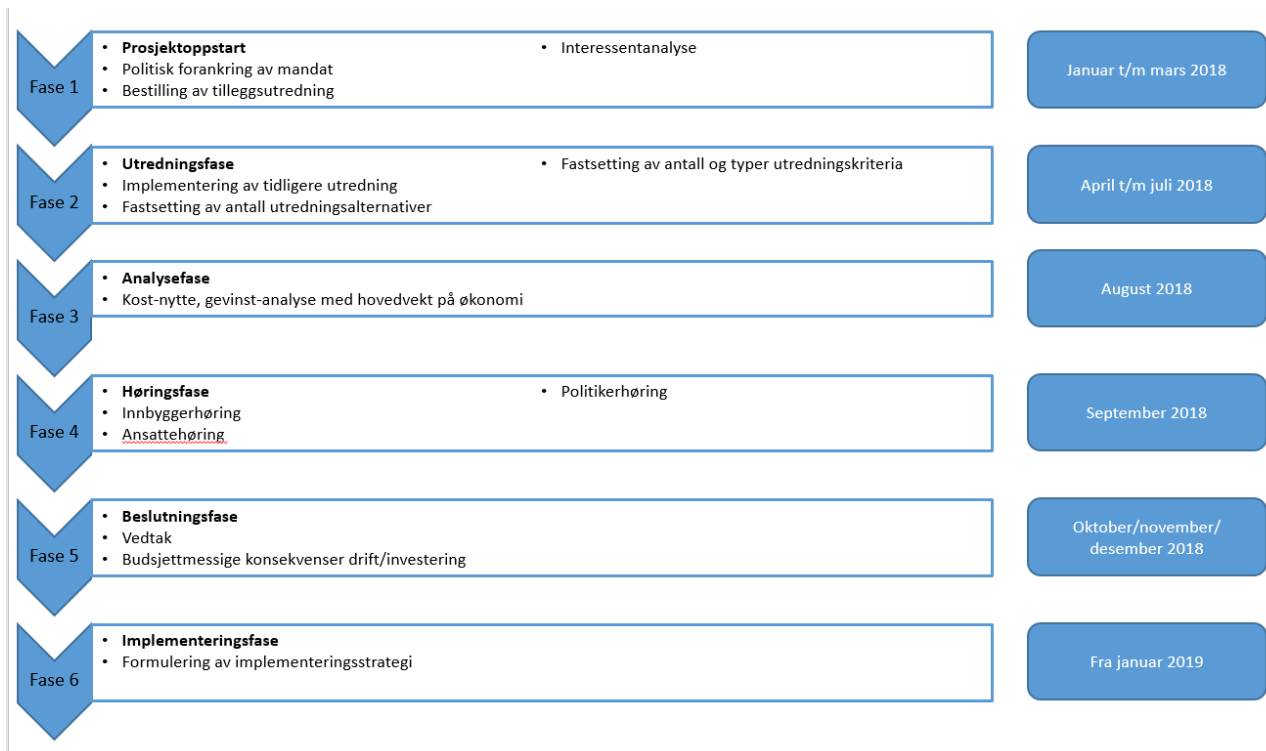 Fase 1
• Prosjektoppstart
• Politisk forankring av mandat
• Bestilling av tilleggsutredning
• Interessentanalyse
Januar t/m mars 2018
Fase 2
• Utredningsfase
• Implementering av tidligere utredning
• Fastsetting av antall utredningsalternativer
• Fastsetting av antall og typer utredningskriteria
April t/m juli 2018
Fase 3
• Analysefase
• Kost-nytte, gevinst-analyse med hovedvekt på økonomi
August 2018
Fase 4
• Høringsfase
• Innbyggerhøring
• Ansattehøring
• Politikerhøring
September 2018
Fase 5
• Beslutningsfase
• Vedtak
• Budsjettmessige konsekvenser drift/investering
Oktober/november/
desember 2018
Fase 6
• Implementeringsfase
• Formulering av implementeringsstrategi
Fra januar 2019